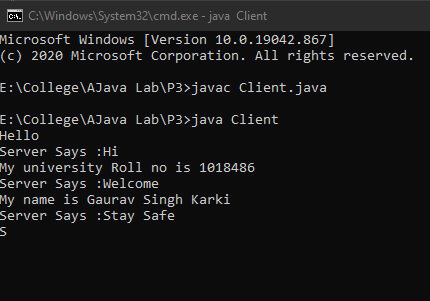 C:\Windows\System32\cmd.exe - java Client
Microsoft Windows [Version 10.0.19042.867]
(c) 2020 Microsoft Corporation. All rights reserved.
E:\College\AJava Lab\P3>javac Client.java
E:\College\AJava Lab\P3>java Client
Hello
Server Says :Hi
My university Roll no is 1018486
Server Says :Welcome
My name is Gaurav Singh Karki
Server Says :Stay Safe
S